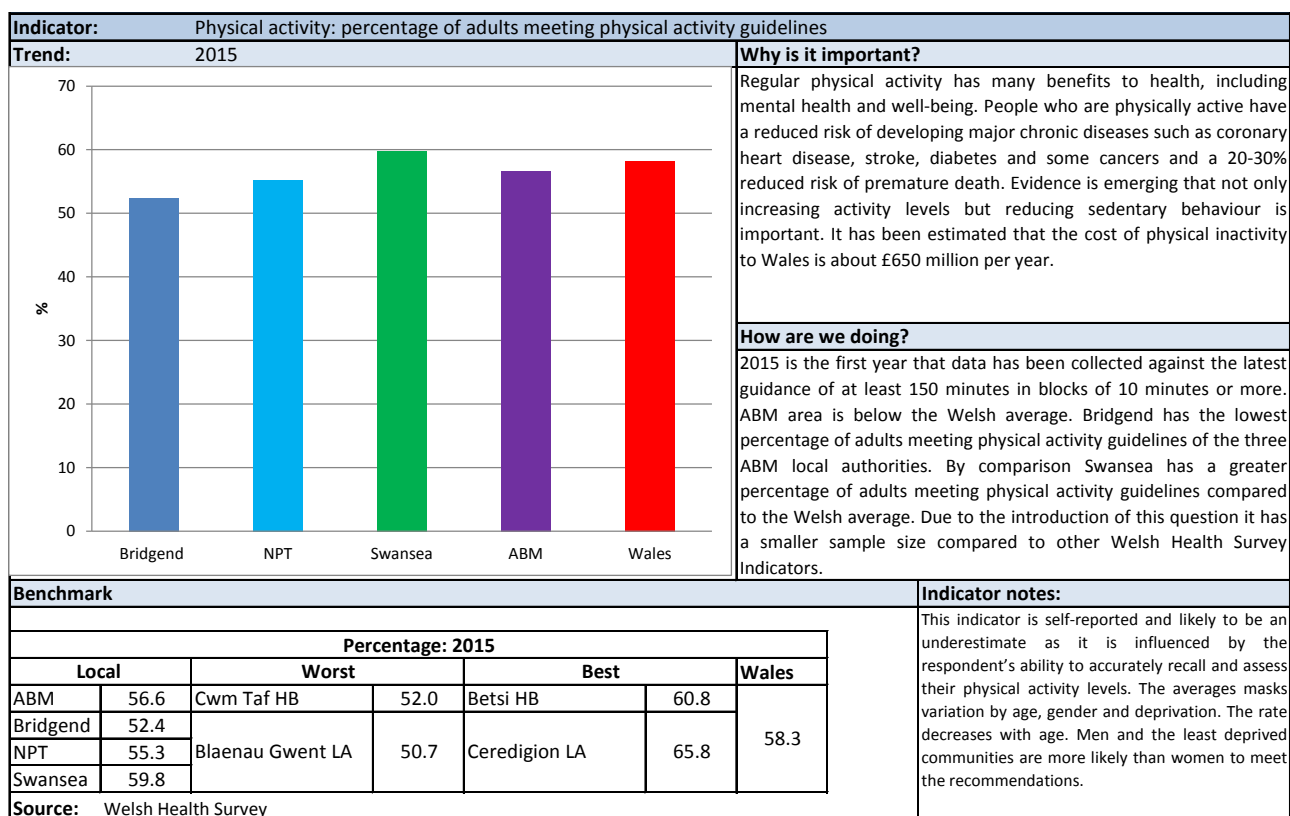 Indicator: Physical activity: percentage of adults meeting physical activity guidelines
Trend: 2015
70
60
50
40
30
20
10
0
%
Bridgend NPT Swansea ABM Wales
Why is it important?
Regular physical activity has many benefits to health, including
mental health and well-being. People who are physically active have
a reduced risk of developing major chronic diseases such as coronary
heart disease, stroke, diabetes and some cancers and a 20-30%
reduced risk of premature death. Evidence is emerging that not only
increasing activity levels but reducing sedentary behaviour is
important. It has been estimated that the cost of physical inactivity
to Wales is about £650 million per year.
How are we doing?
2015 is the first year that data has been collected against the latest
guidance of at least 150 minutes in blocks of 10 minutes or more.
ABM area is below the Welsh average. Bridgend has the lowest
percentage of adults meeting physical activity guidelines of the three
ABM local authorities. By comparison Swansea has a greater
percentage of adults meeting physical activity guidelines compared
to the Welsh average. Due to the introduction of this question it has
a smaller sample size compared to other Welsh Health Survey
Indicators.
Benchmark
Percentage: 2015
Local Worst Best Wales
ABM 56.6 Cwm Taf HB 52.0 Betsi HB 60.8
Bridgend 52.4
NPT 55.3 Blaenau Gwent LA 50.7 Ceredigion LA 65.8 58.3
Swansea 59.8
Source: Welsh Health Survey
Indicator notes:
This indicator is self-reported and likely to be an
underestimate as it is influenced by the
respondent's ability to accurately recall and assess
their physical activity levels. The averages masks
variation by age, gender and deprivation. The rate
decreases with age. Men and the least deprived
communities are more likely than women to meet
the recommendations.